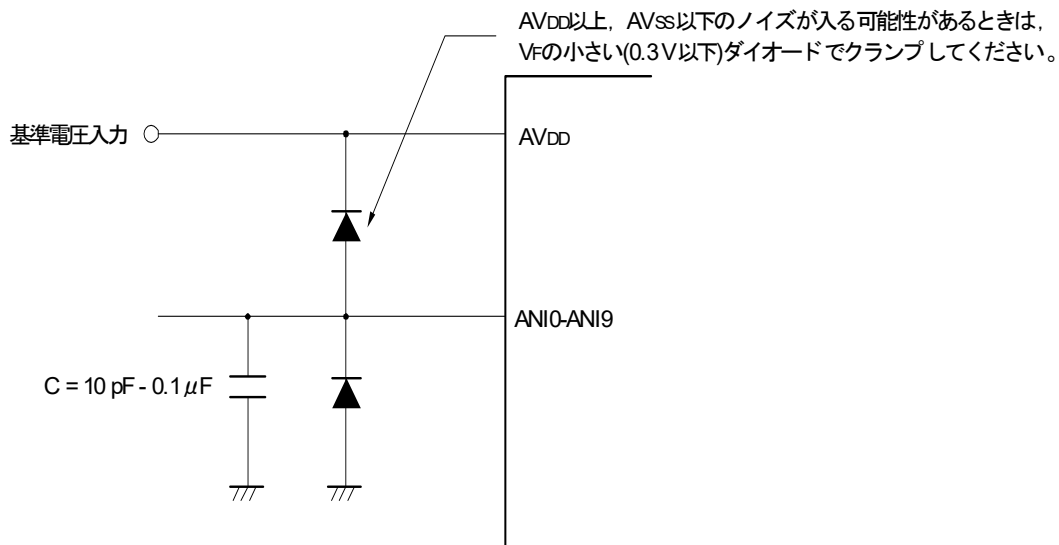 AVDD以上，AVSS以下のノイズが入る可能性があるときは，
VFの小さい(0.3 V以下)ダイオードでクランプしてください。
基準電圧入力
AVDD
ANI0-ANI9
C = 10 pF - 0.1 μF